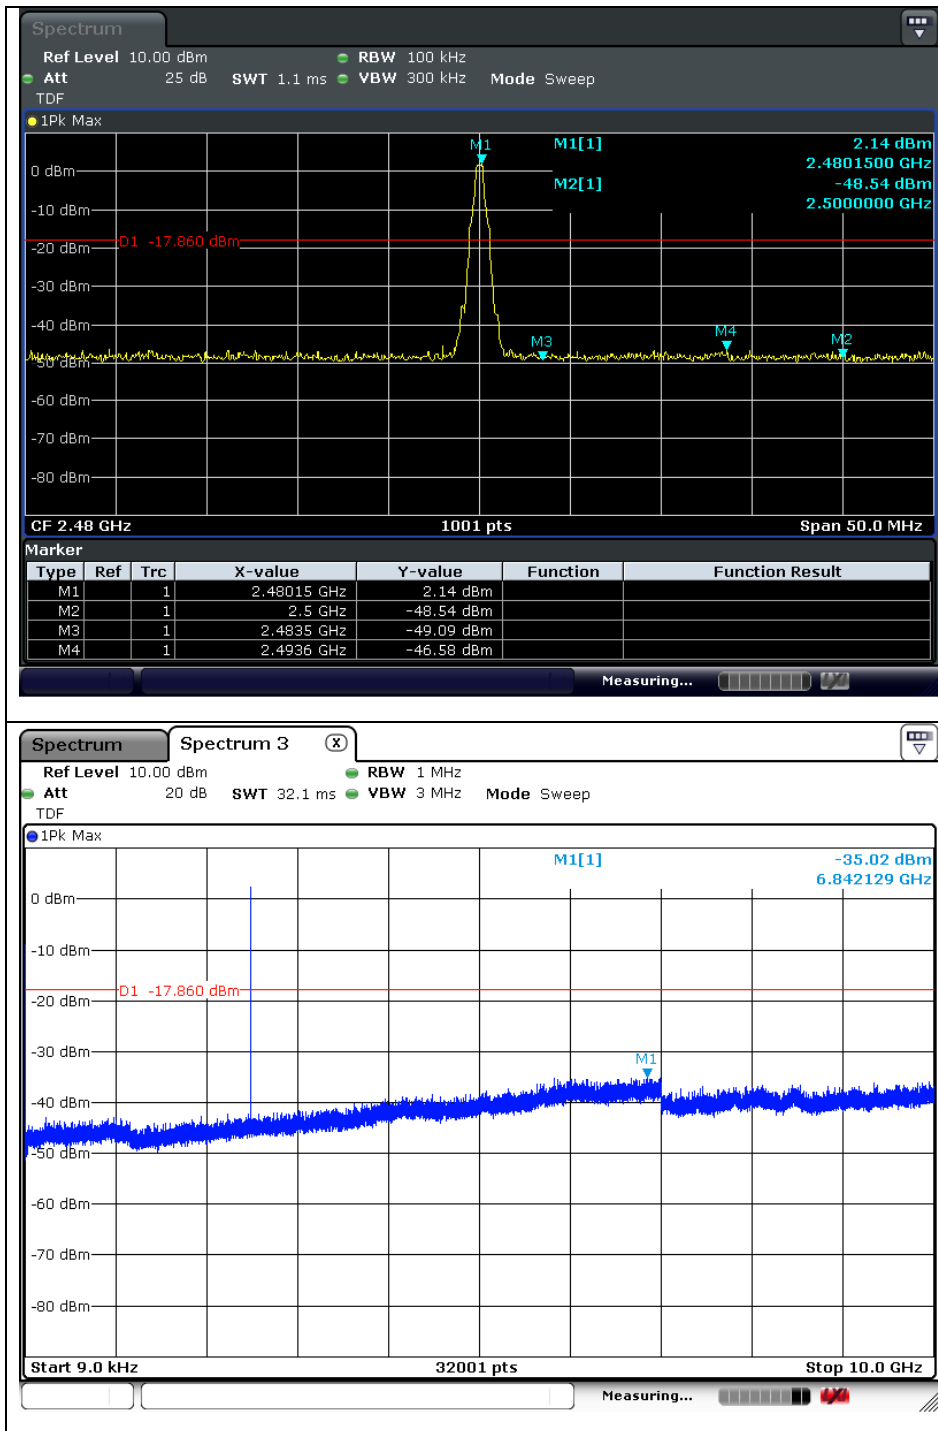 Spectrum
Ref Level 10.00 dBm RBW 100 kHz
Att 25 dB SWT 1.1 ms VBW 300 kHz Mode Sweep
TDF
1Pk Max
M1 M1[1] 2.14 dBm
2.4801500 GHz
0 dBm
M2[1] -48.54 dBm
2.5000000 GHz
-10 dBm
D1 -17.860 dBm
-20 dBm
-30 dBm
-40 dBm
M3 M4 M2
-50 dBm
-60 dBm
-70 dBm
-80 dBm
CF 2.48 GHz 1001 pts Span 50.0 MHz
Marker
Type Ref Trc X-value Y-value Function Function Result
M1 1 2.48015 GHz 2.14 dBm
M2 1 2.5 GHz -48.54 dBm
M3 1 2.4835 GHz -49.09 dBm
M4 1 2.4936 GHz -46.58 dBm
Measuring...
Spectrum Spectrum 3 X
Ref Level 10.00 dBm RBW 1 MHz
Att 20 dB SWT 32.1 ms VBW 3 MHz Mode Sweep
TDF
1Pk Max
M1[1] -35.02 dBm
6.842129 GHz
0 dBm
-10 dBm
D1 -17.860 dBm
-20 dBm
-30 dBm
M1
-40 dBm
-50 dBm
-60 dBm
-70 dBm
-80 dBm
Start 9.0 kHz 32001 pts Stop 10.0 GHz
Measuring...